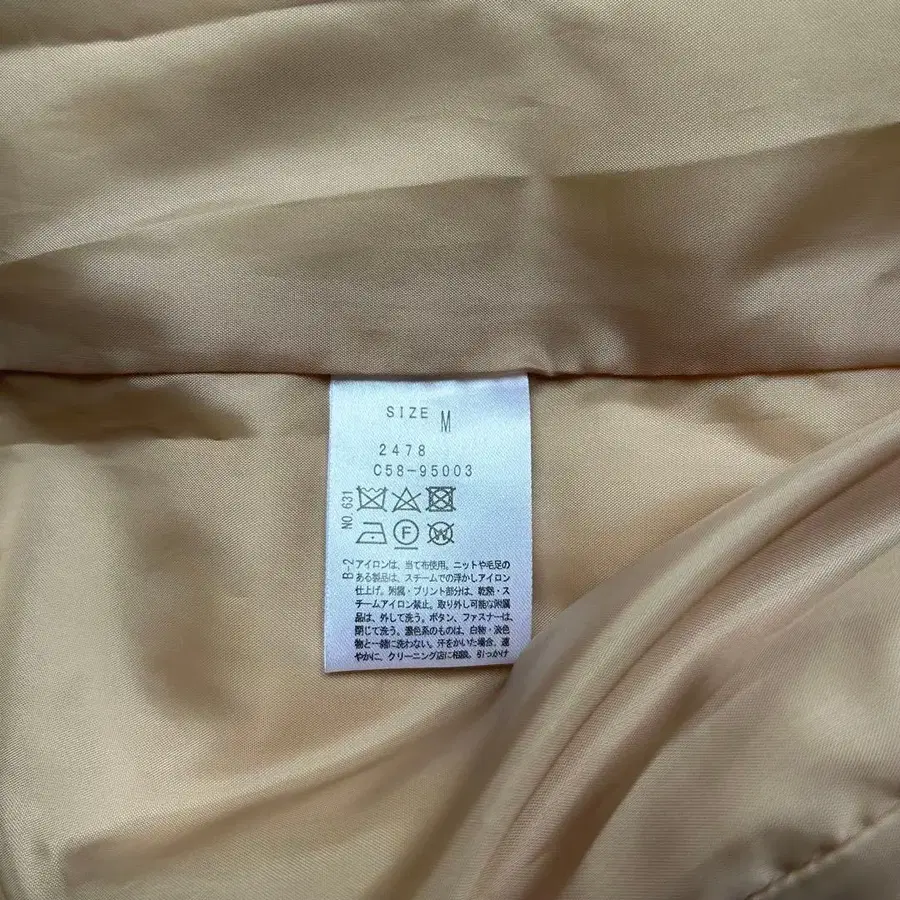 SIZE M
2478
C58-95003
NO.631
F
W
B-2
アイロンは、当て布使用。ニットや毛足の
ある製品は、スチームでの浮かしアイロン
仕上げ。附属・プリント部分は、乾熱・ス
チームアイロン禁止。取り外し可能な附属
品は、外して洗う。ボタン、ファスナーは、
閉じて洗う。濃色系のものは、白物・淡色
物と一緒に洗わない。汗をかいた場合、速
やかに、クリーニング店に相談。引っかけ